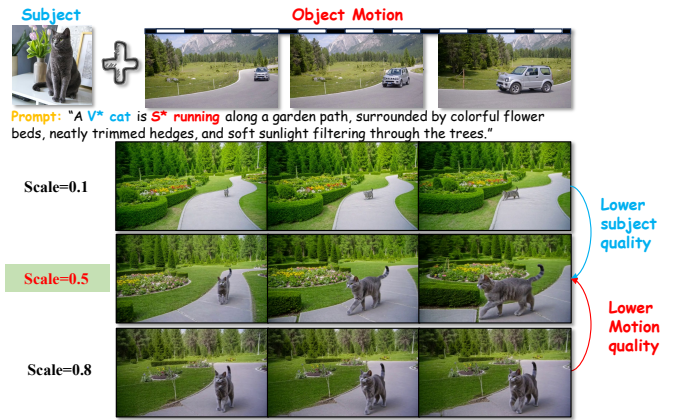 Subject
Object Motion
Prompt: “A V* cat is S* running along a garden path, surrounded by colorful flower
beds, neatly trimmed hedges, and soft sunlight filtering through the trees.”
Scale=0.1
Lower
subject
quality
Scale=0.5
Lower
Motion
quality
Scale=0.8